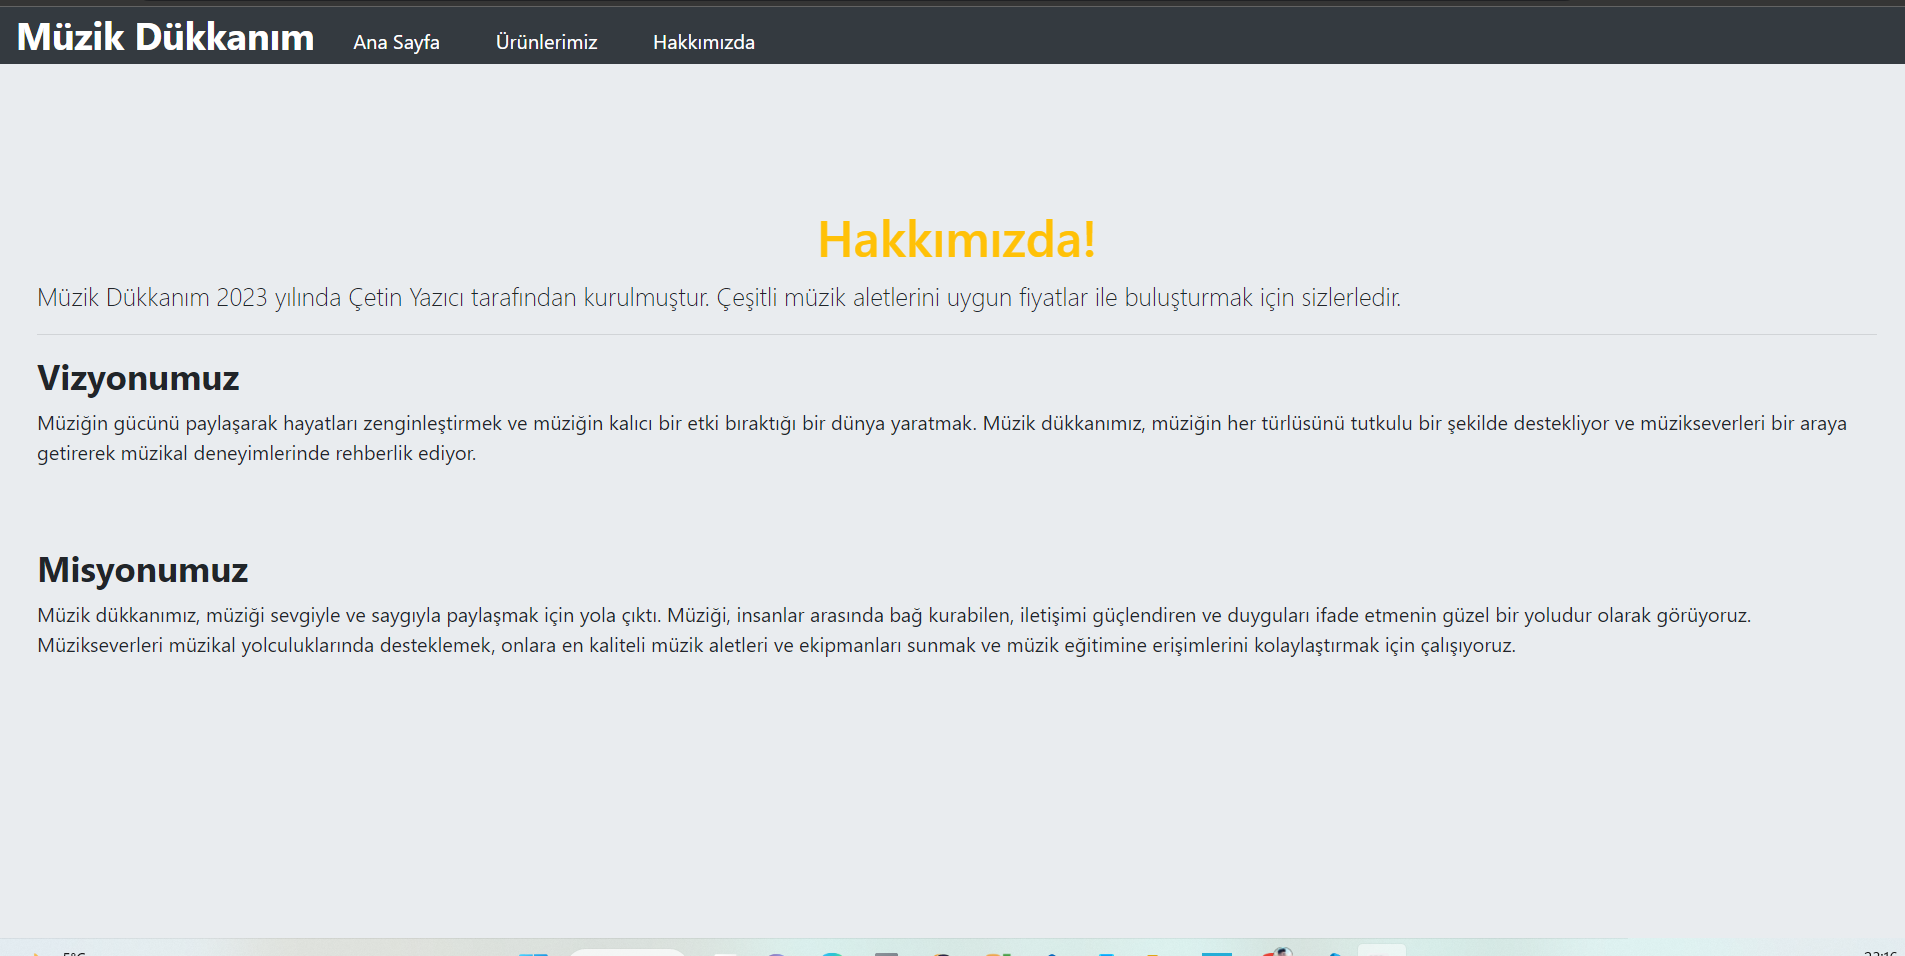 Müzik Dükkanım Ana Sayfa Ürünlerimiz Hakkımızda
Hakkımızda!
Müzik Dükkanım 2023 yılında Çetin Yazıcı tarafından kurulmuştur. Çeşitli müzik aletlerini uygun fiyatlar ile buluşturmak için sizlerledir.
Vizyonumuz
Müziğin gücünü paylaşarak hayatları zenginleştirmek ve müziğin kalıcı bir etki bıraktığı bir dünya yaratmak. Müzik dükkanımız, müziğin her türlüsünü tutkulu bir şekilde destekliyor ve müzikseverleri bir araya
getirerek müzikal deneyimlerinde rehberlik ediyor.
Misyonumuz
Müzik dükkanımız, müziği sevgiyle ve saygıyla paylaşmak için yola çıktı. Müziği, insanlar arasında bağ kurabilen, iletişimi güçlendiren ve duyguları ifade etmenin güzel bir yoludur olarak görüyoruz.
Müzikseverleri müzikal yolculuklarında desteklemek, onlara en kaliteli müzik aletleri ve ekipmanları sunmak ve müzik eğitimine erişimlerini kolaylaştırmak için çalışıyoruz.